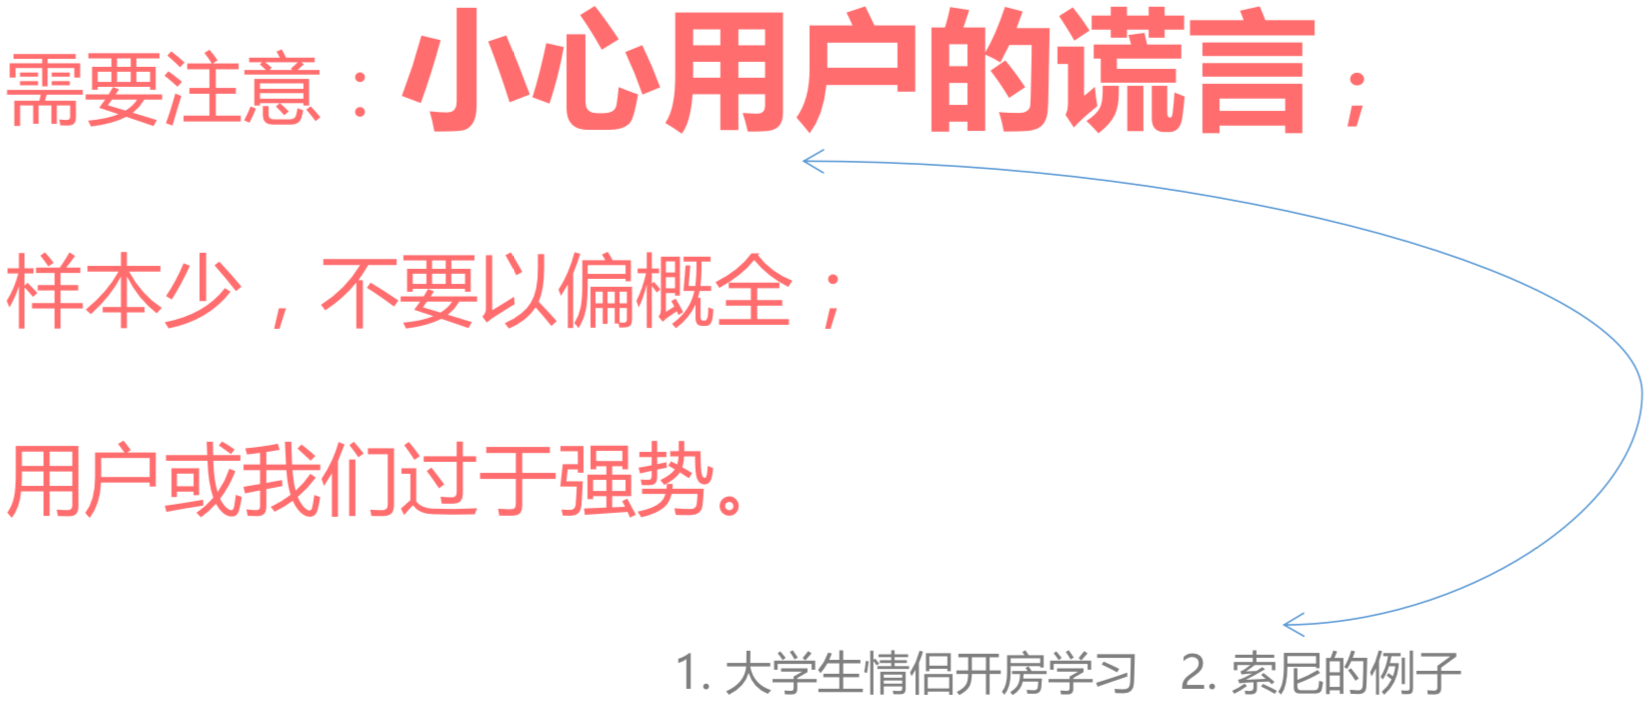 需要注意：小心用户的谎言；
样本少，不要以偏概全；
用户或我们过于强势。
1. 大学生情侣开房学习 2. 索尼的例子